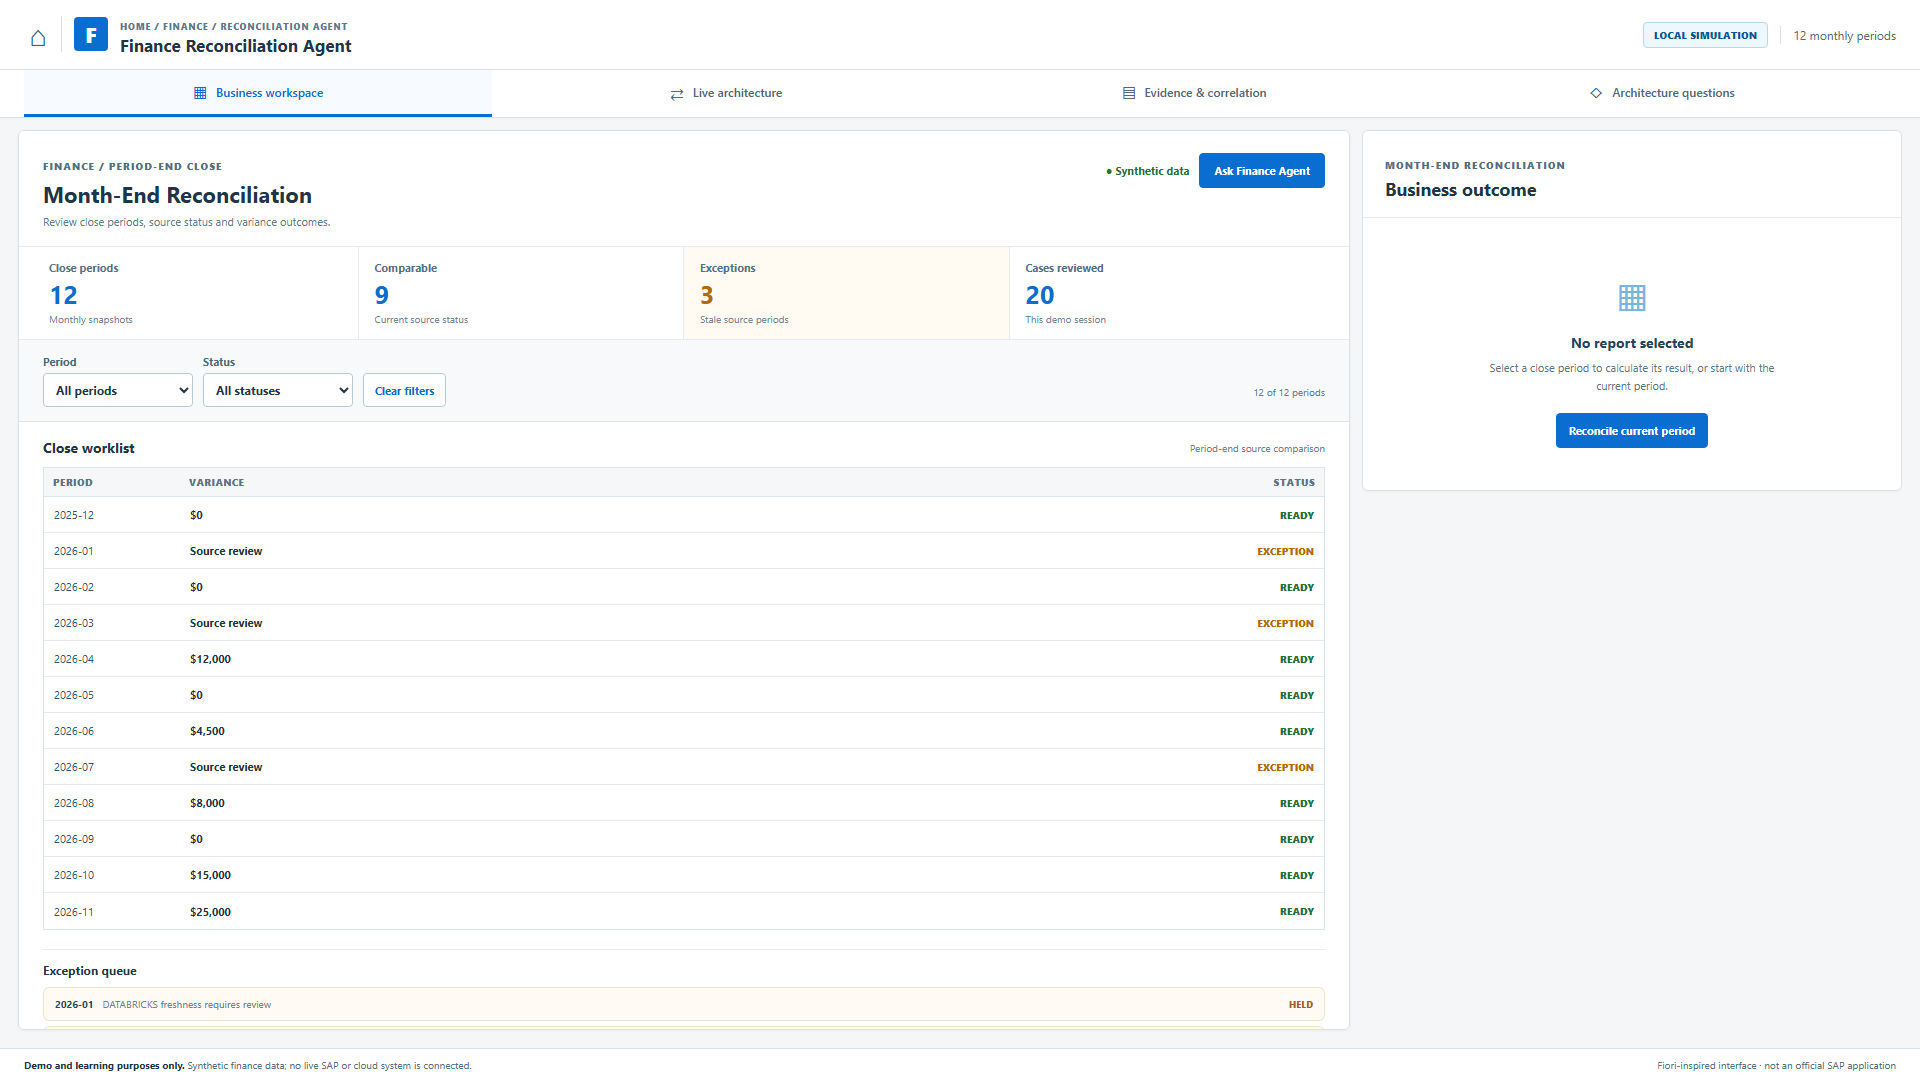 HOME / FINANCE / RECONCILIATION AGENT
F
Finance Reconciliation Agent
LOCAL SIMULATION
12 monthly periods
Business workspace
Live architecture
Evidence & correlation
Architecture questions
FINANCE / PERIOD-END CLOSE
Month-End Reconciliation
Review close periods, source status and variance outcomes.
• Synthetic data
Ask Finance Agent
Close periods
12
Monthly snapshots
Comparable
9
Current source status
Exceptions
3
Stale source periods
Cases reviewed
20
This demo session
Period
All periods
Status
All statuses
Clear filters
12 of 12 periods
Close worklist
Period-end source comparison
PERIOD VARIANCE STATUS
2025-12 $0 READY
2026-01 Source review EXCEPTION
2026-02 $0 READY
2026-03 Source review EXCEPTION
2026-04 $12,000 READY
2026-05 $0 READY
2026-06 $4,500 READY
2026-07 Source review EXCEPTION
2026-08 $8,000 READY
2026-09 $0 READY
2026-10 $15,000 READY
2026-11 $25,000 READY
Exception queue
2026-01 DATABRICKS freshness requires review HELD
MONTH-END RECONCILIATION
Business outcome
No report selected
Select a close period to calculate its result, or start with the
current period.
Reconcile current period
Demo and learning purposes only. Synthetic finance data; no live SAP or cloud system is connected.
Fiori-inspired interface · not an official SAP application